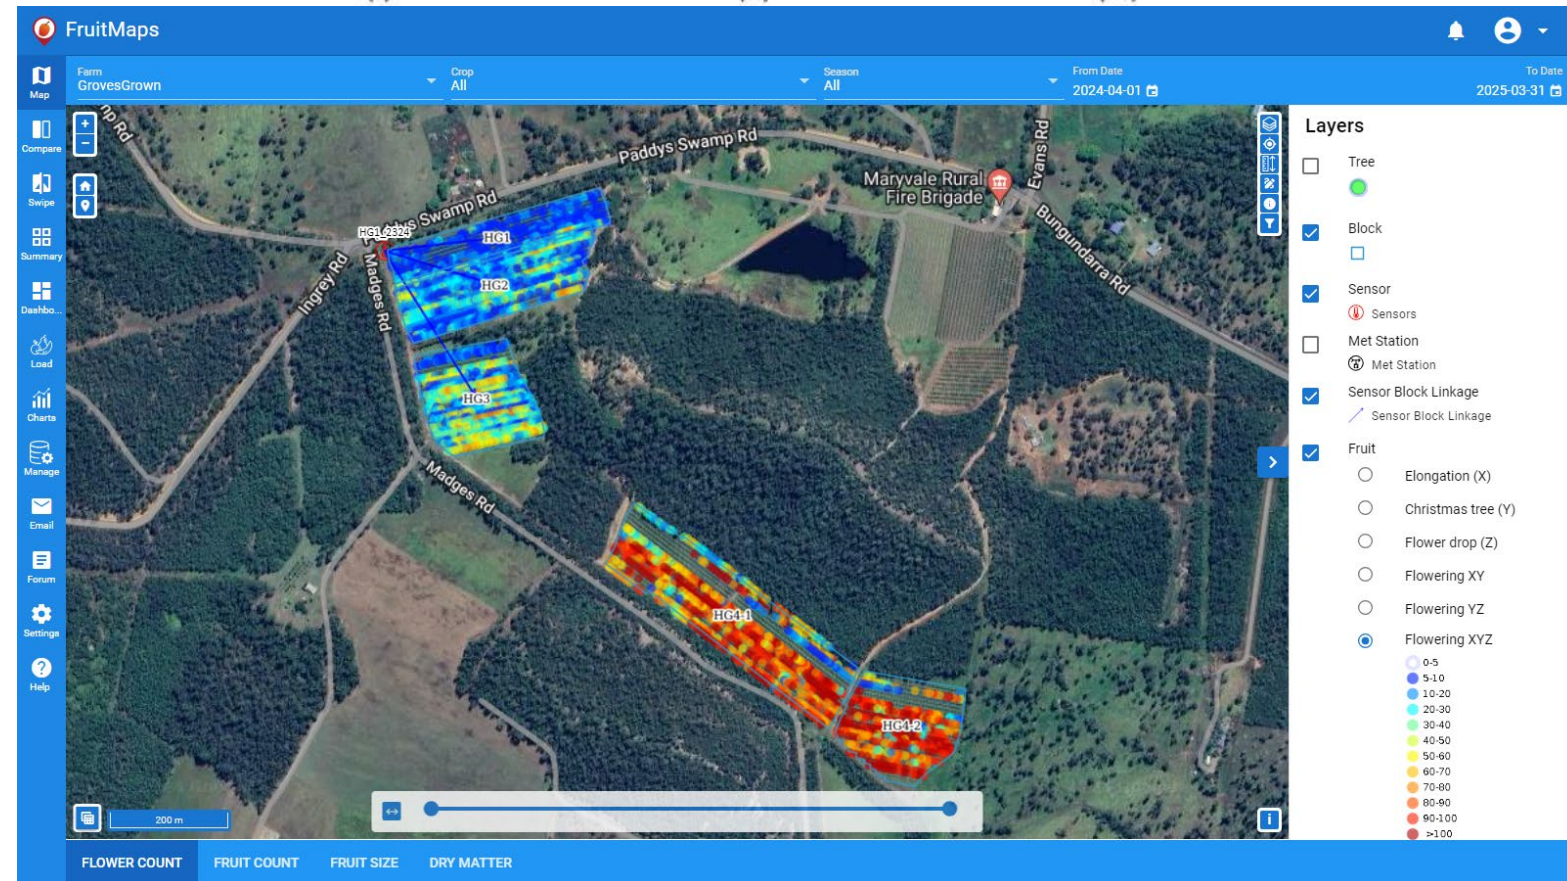 FruitMaps
Farm
GrovesGrown
Crop
All
Season
All
From Date
2024-04-01
To Date
2025-03-31
Map
Compare
Swipe
Summary
Dashbo...
Load
Charts
Manage
Email
Forum
Settings
Help
+
−
Paddys Swamp Rd
Evans Rd
Maryvale Rural
Fire Brigade
Bungundarra Rd
mp Rd
HG1_2324
s Swamp Rd
HG1
HG2
HG3
Ingrey Rd
Madges Rd
Madges Rd
HG4-1
HG4-2
200 m
Layers
Tree
Block
Sensor
Sensors
Met Station
Met Station
Sensor Block Linkage
Sensor Block Linkage
Fruit
Elongation (X)
Christmas tree (Y)
Flower drop (Z)
Flowering XY
Flowering YZ
Flowering XYZ
0-5
5-10
10-20
20-30
30-40
40-50
50-60
60-70
70-80
80-90
90-100
>100
FLOWER COUNT
FRUIT COUNT
FRUIT SIZE
DRY MATTER